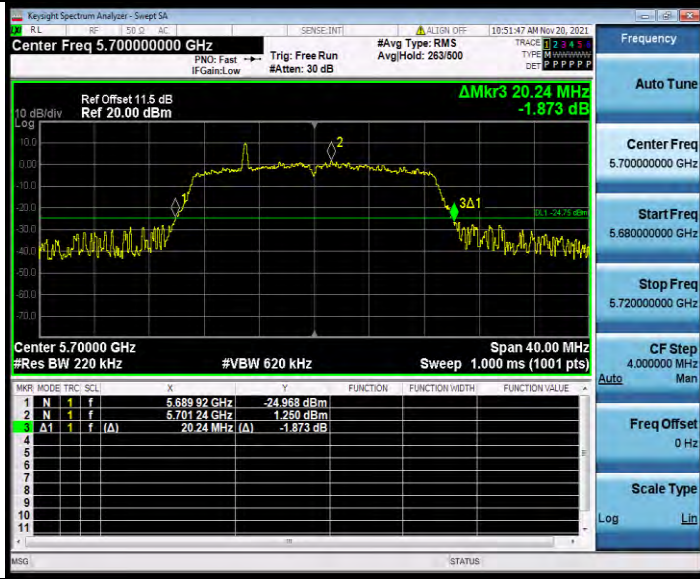 Keysight Spectrum Analyzer - Swept SA
RL RF 50 Ω AC SENSE:INT ALIGN OFF 10:51:47 AM Nov 20, 2021
Center Freq 5.700000000 GHz
PNO: Fast
IFGain:Low
Trig: Free Run
#Atten: 30 dB
#Avg Type: RMS
Avg|Hold: 263/500
TRACE 1 2 3 4 5 6
TYPE M WWWWW
DET P P P P P P
Frequency
Auto Tune
Center Freq
5.700000000 GHz
Start Freq
5.680000000 GHz
Stop Freq
5.720000000 GHz
CF Step
4.000000 MHz
Auto Man
Freq Offset
0 Hz
Scale Type
Log Lin
ΔMkr3 20.24 MHz
-1.873 dB
Ref Offset 11.5 dB
10 dB/div Ref 20.00 dBm
Log
10.0
0.00
-10.0
-20.0
-30.0
-40.0
-50.0
-60.0
-70.0
1
2
3Δ1
DL1 -24.75 dBm
Center 5.70000 GHz Span 40.00 MHz
#Res BW 220 kHz #VBW 620 kHz Sweep 1.000 ms (1001 pts)
MKR MODE TRC SCL X Y FUNCTION FUNCTION WIDTH FUNCTION VALUE
1 N 1 f 5.689 92 GHz -24.968 dBm
2 N 1 f 5.701 24 GHz 1.250 dBm
3 Δ1 1 f (Δ) 20.24 MHz (Δ) -1.873 dB
4
5
6
7
8
9
10
11
MSG STATUS